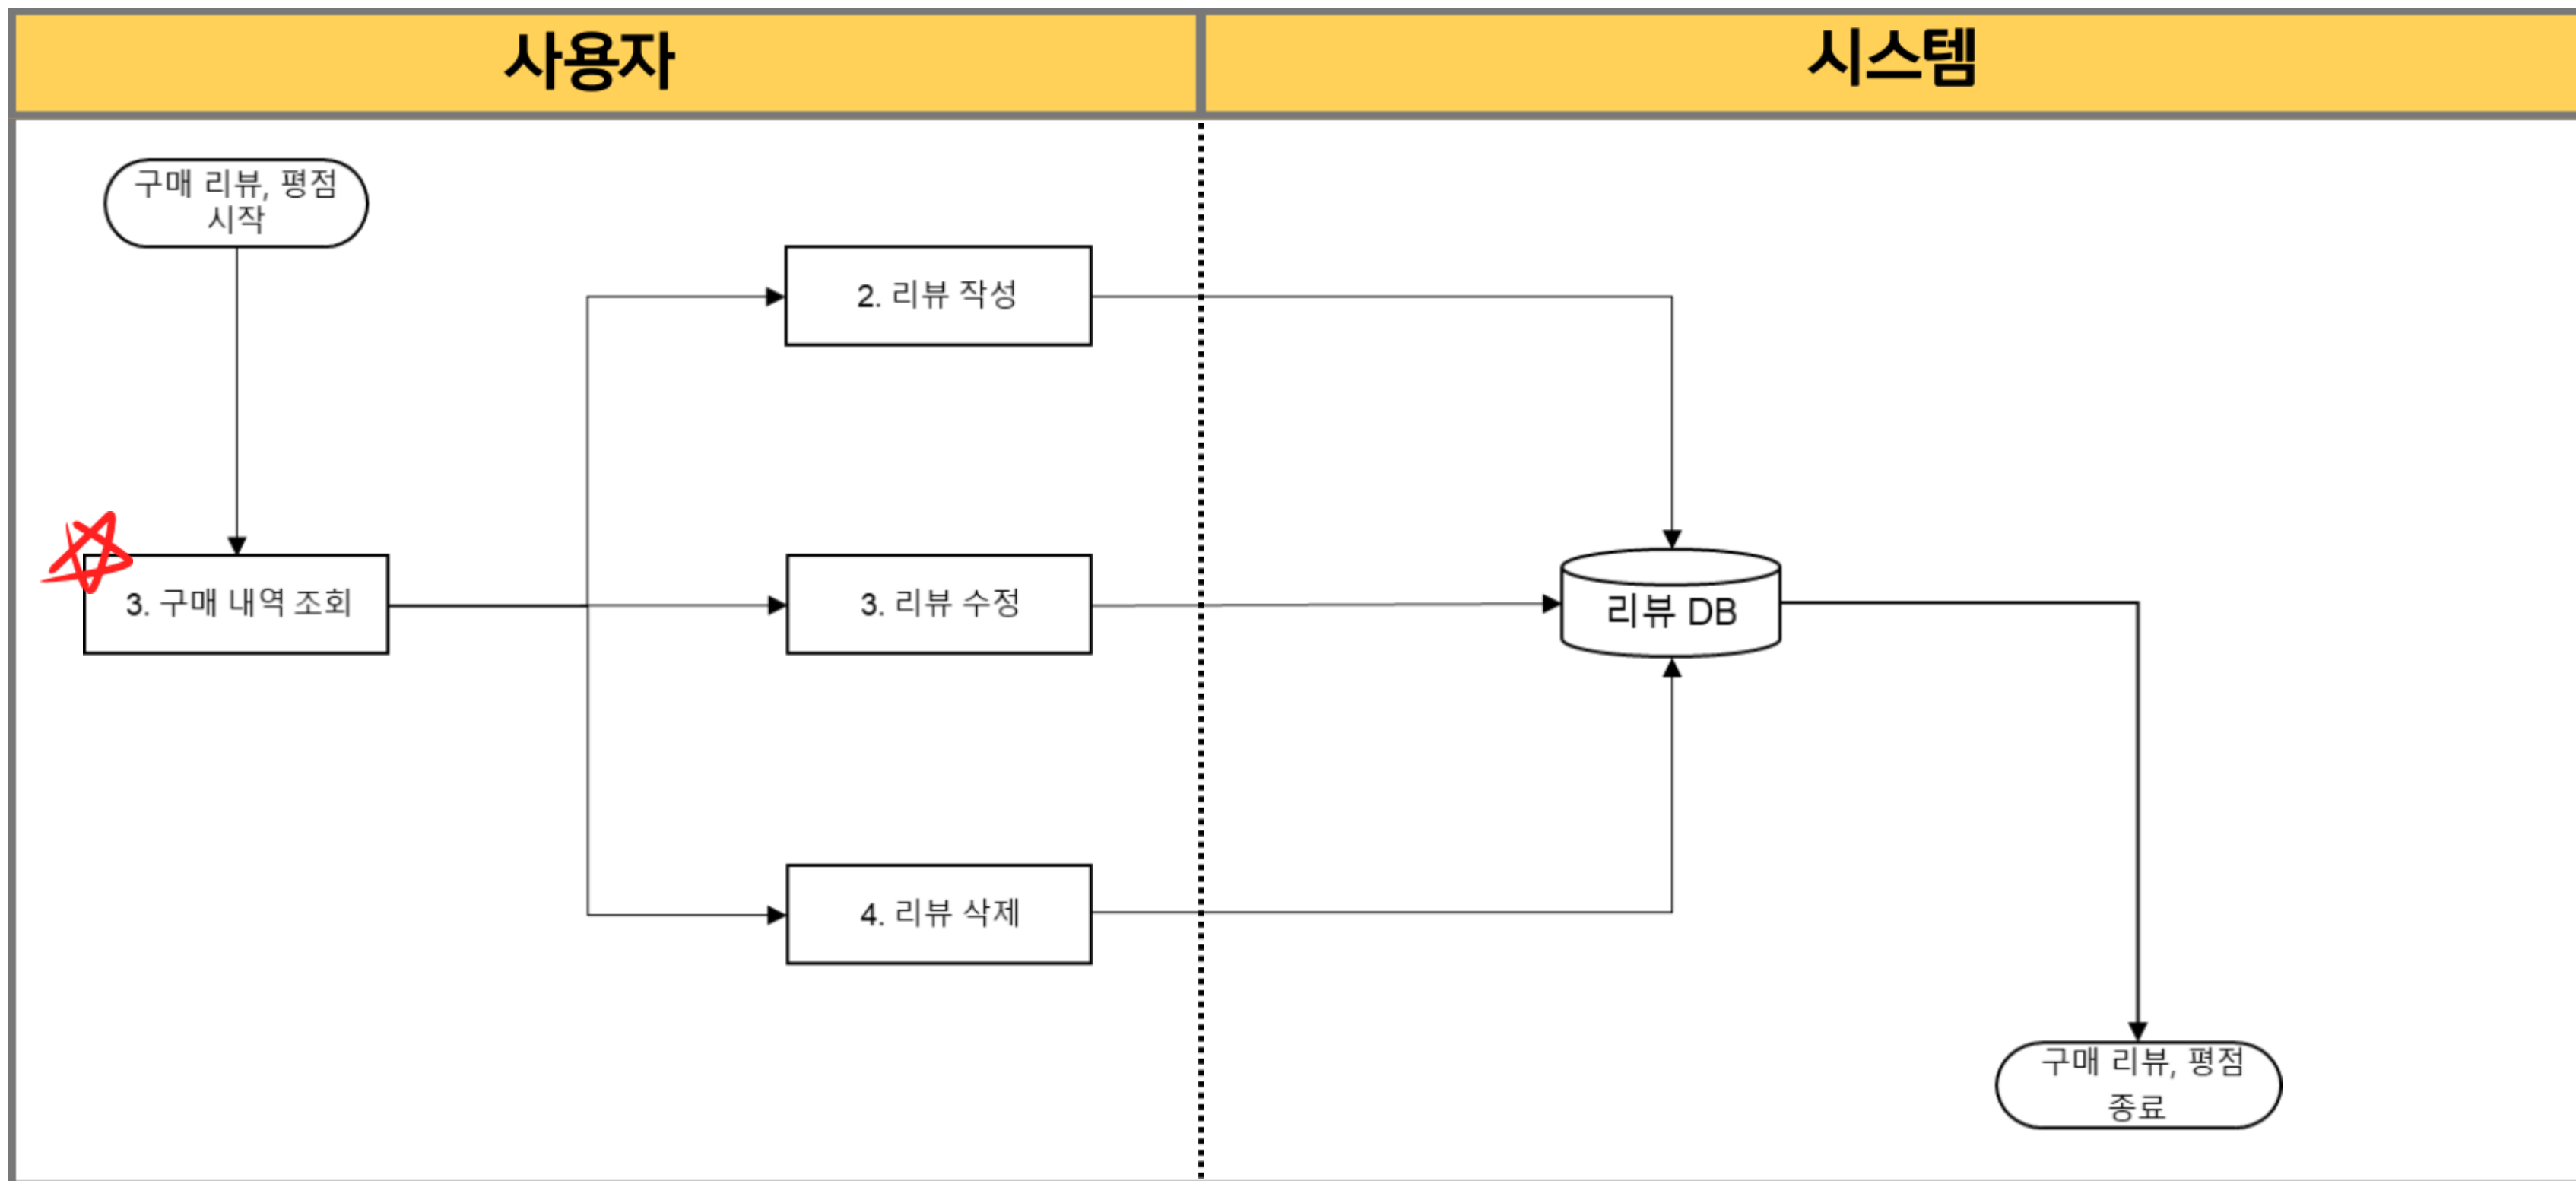 사용자
시스템
구매 리뷰, 평점
시작
2. 리뷰 작성
3. 구매 내역 조회
3. 리뷰 수정
리뷰 DB
4. 리뷰 삭제
구매 리뷰, 평점
종료